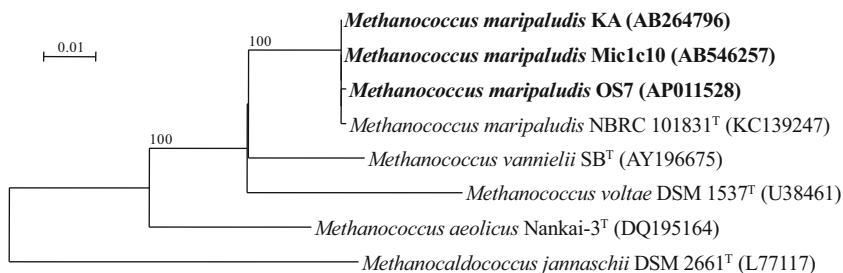 Methanococcus maripaludis KA (AB264796)
0.01
100
Methanococcus maripaludis Mic1c10 (AB546257)
Methanococcus maripaludis OS7 (AP011528)
Methanococcus maripaludis NBRC 101831ᵀ (KC139247)
100
Methanococcus vannielii SBᵀ (AY196675)
Methanococcus voltae DSM 1537ᵀ (U38461)
Methanococcus aeolicus Nankai-3ᵀ (DQ195164)
Methanocaldococcus jannaschii DSM 2661ᵀ (L77117)